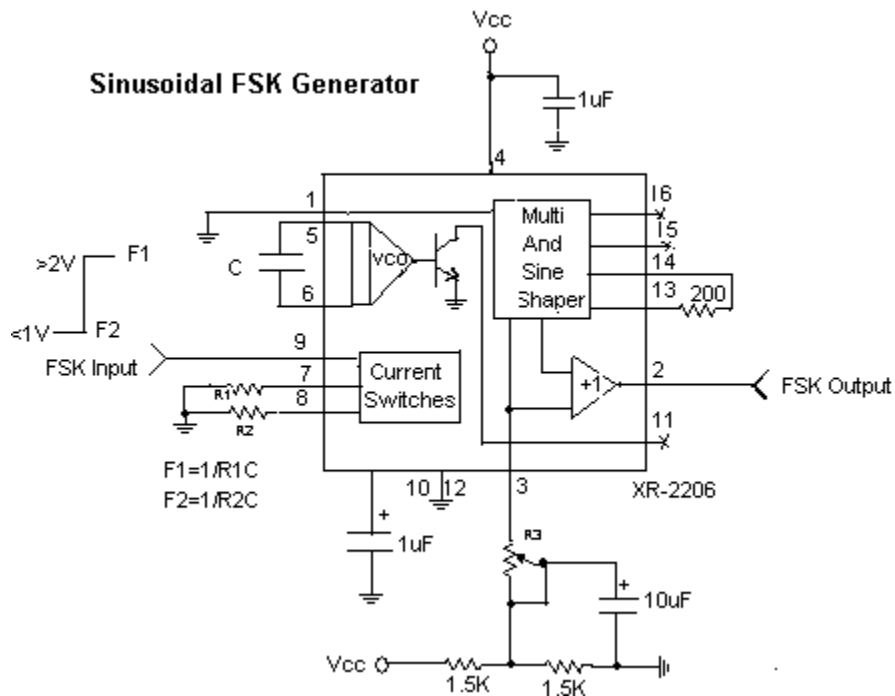 Vcc
Sinusoidal FSK Generator
1uF
4
1
5
C
6
VCO
Multi
And
Sine
Shaper
16
15
14
13
200
>2V
F1
<1V
F2
FSK Input
9
7
8
R1
R2
Current
Switches
+1
2
FSK Output
11
F1=1/R1C
F2=1/R2C
10
12
3
XR-2206
+
1uF
R3
+
10uF
Vcc
1.5K
1.5K